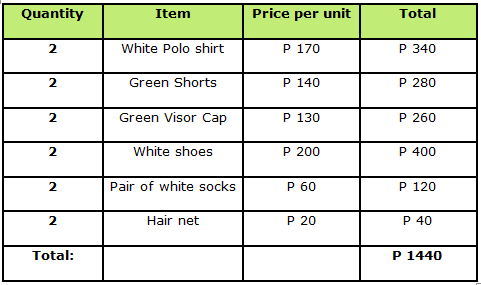 Quantity Item Price per unit Total
2 White Polo shirt P 170 P 340
2 Green Shorts P 140 P 280
2 Green Visor Cap P 130 P 260
2 White shoes P 200 P 400
2 Pair of white socks P 60 P 120
2 Hair net P 20 P 40
Total: P 1440